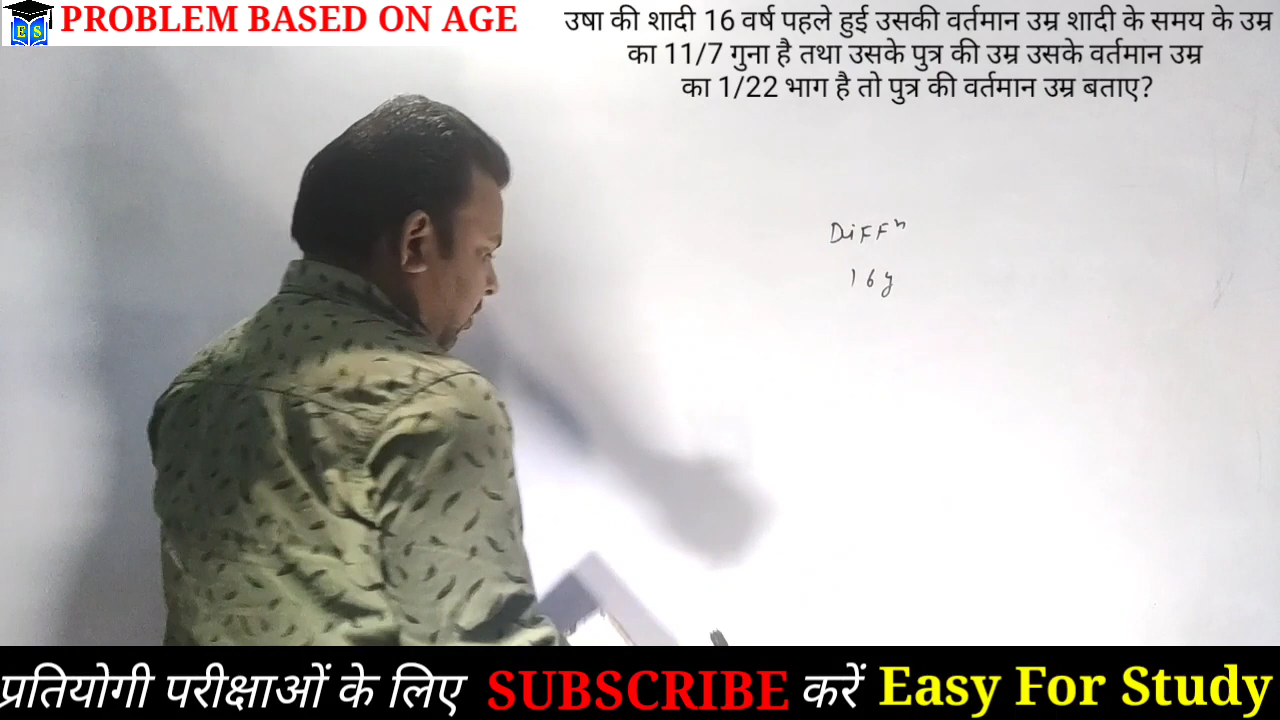 PROBLEM BASED ON AGE
उषा की शादी 16 वर्ष पहले हुई उसकी वर्तमान उम्र शादी के समय के उम्र
का 11/7 गुना है तथा उसके पुत्र की उम्र उसके वर्तमान उम्र
का 1/22 भाग है तो पुत्र की वर्तमान उम्र बताए?
E S
DiFFⁿ
16y
प्रतियोगी परीक्षाओं के लिए SUBSCRIBE करें Easy For Study